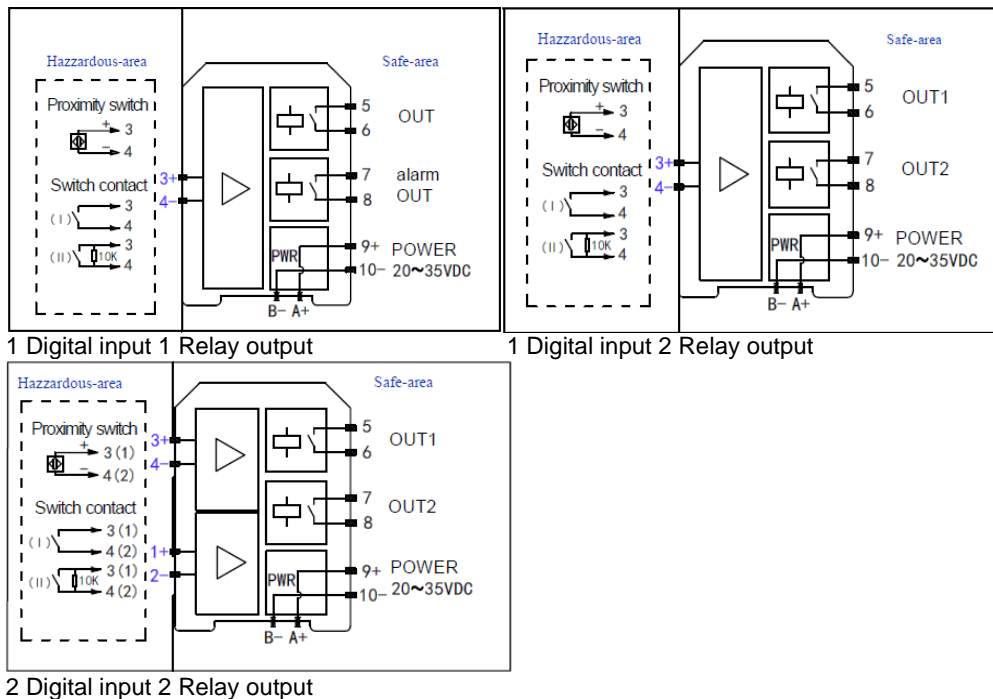 Hazzardous-area
Safe-area
Proximity switch
+ 3
− 4
Switch contact
(I) 3
4
(II) 10K 3
4
3+
4-
5
6
OUT
7
8
alarm
OUT
PWR
9+ POWER
10- 20~35VDC
B- A+
1 Digital input 1 Relay output
Hazzardous-area
Safe-area
Proximity switch
+ 3
− 4
Switch contact
(I) 3
4
(II) 10K 3
4
3+
4-
5
6
OUT1
7
8
OUT2
PWR
9+ POWER
10- 20~35VDC
B- A+
1 Digital input 2 Relay output
Hazzardous-area
Safe-area
Proximity switch
+ 3(1)
− 4(2)
Switch contact
(I) 3(1)
4(2)
(II) 10K 3(1)
4(2)
3+
4-
1+
2-
5
6
OUT1
7
8
OUT2
PWR
9+ POWER
10- 20~35VDC
B- A+
2 Digital input 2 Relay output